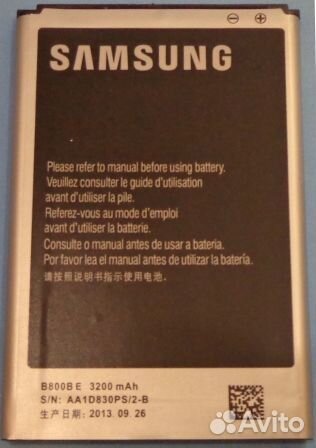 SAMSUNG
Please refer to manual before using battery.
Veuillez consulter le guide d'utilisation
avant d'utiliser la pile.
Referez-vous au mode d'emploi
avant d'utiliser la batterie.
Consulte o manual antes de usar a bateria.
Por favor lea el manual antes de utilizar la batería.
请按照说明书指示使用电池.
B800BE 3200 mAh
S/N: AA1D830PS/2-B
生产日期: 2013.09.26
Avito